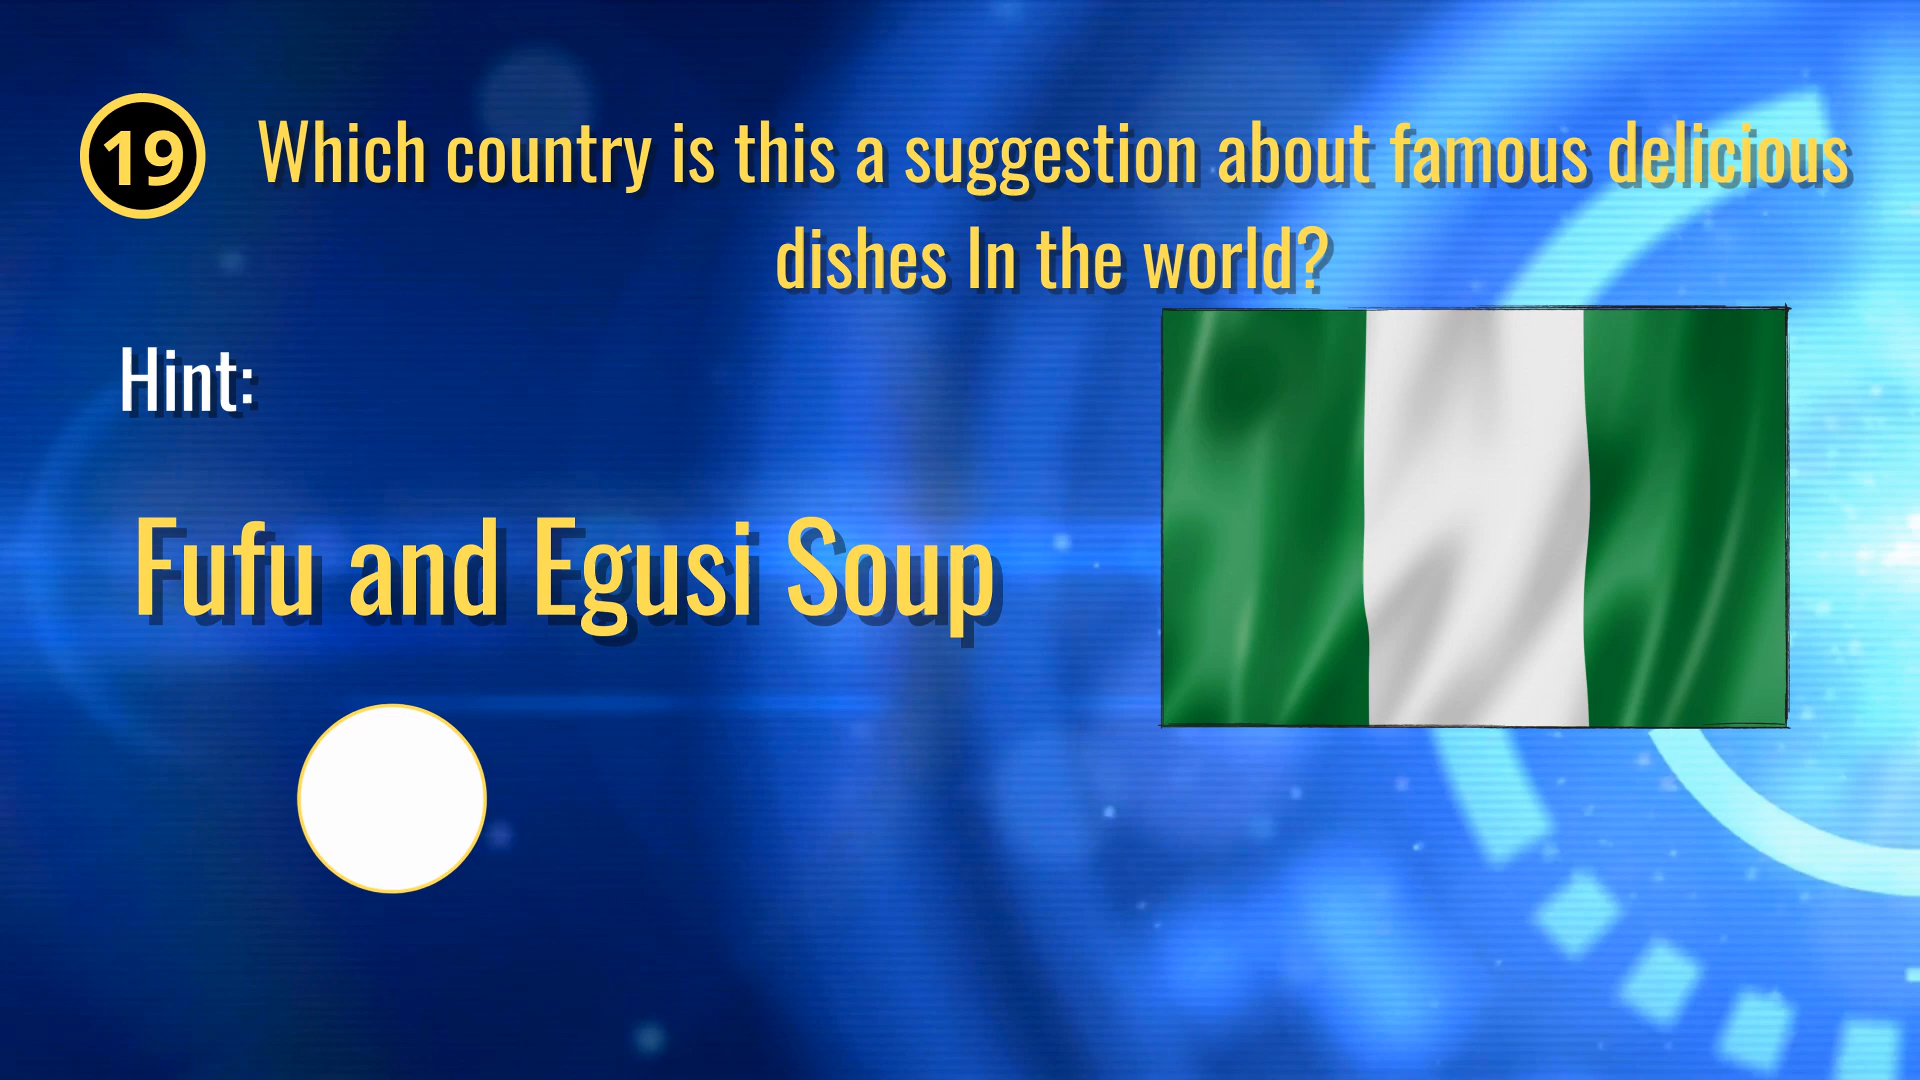 19
Which country is this a suggestion about famous delicious
dishes In the world?
Hint:
Fufu and Egusi Soup